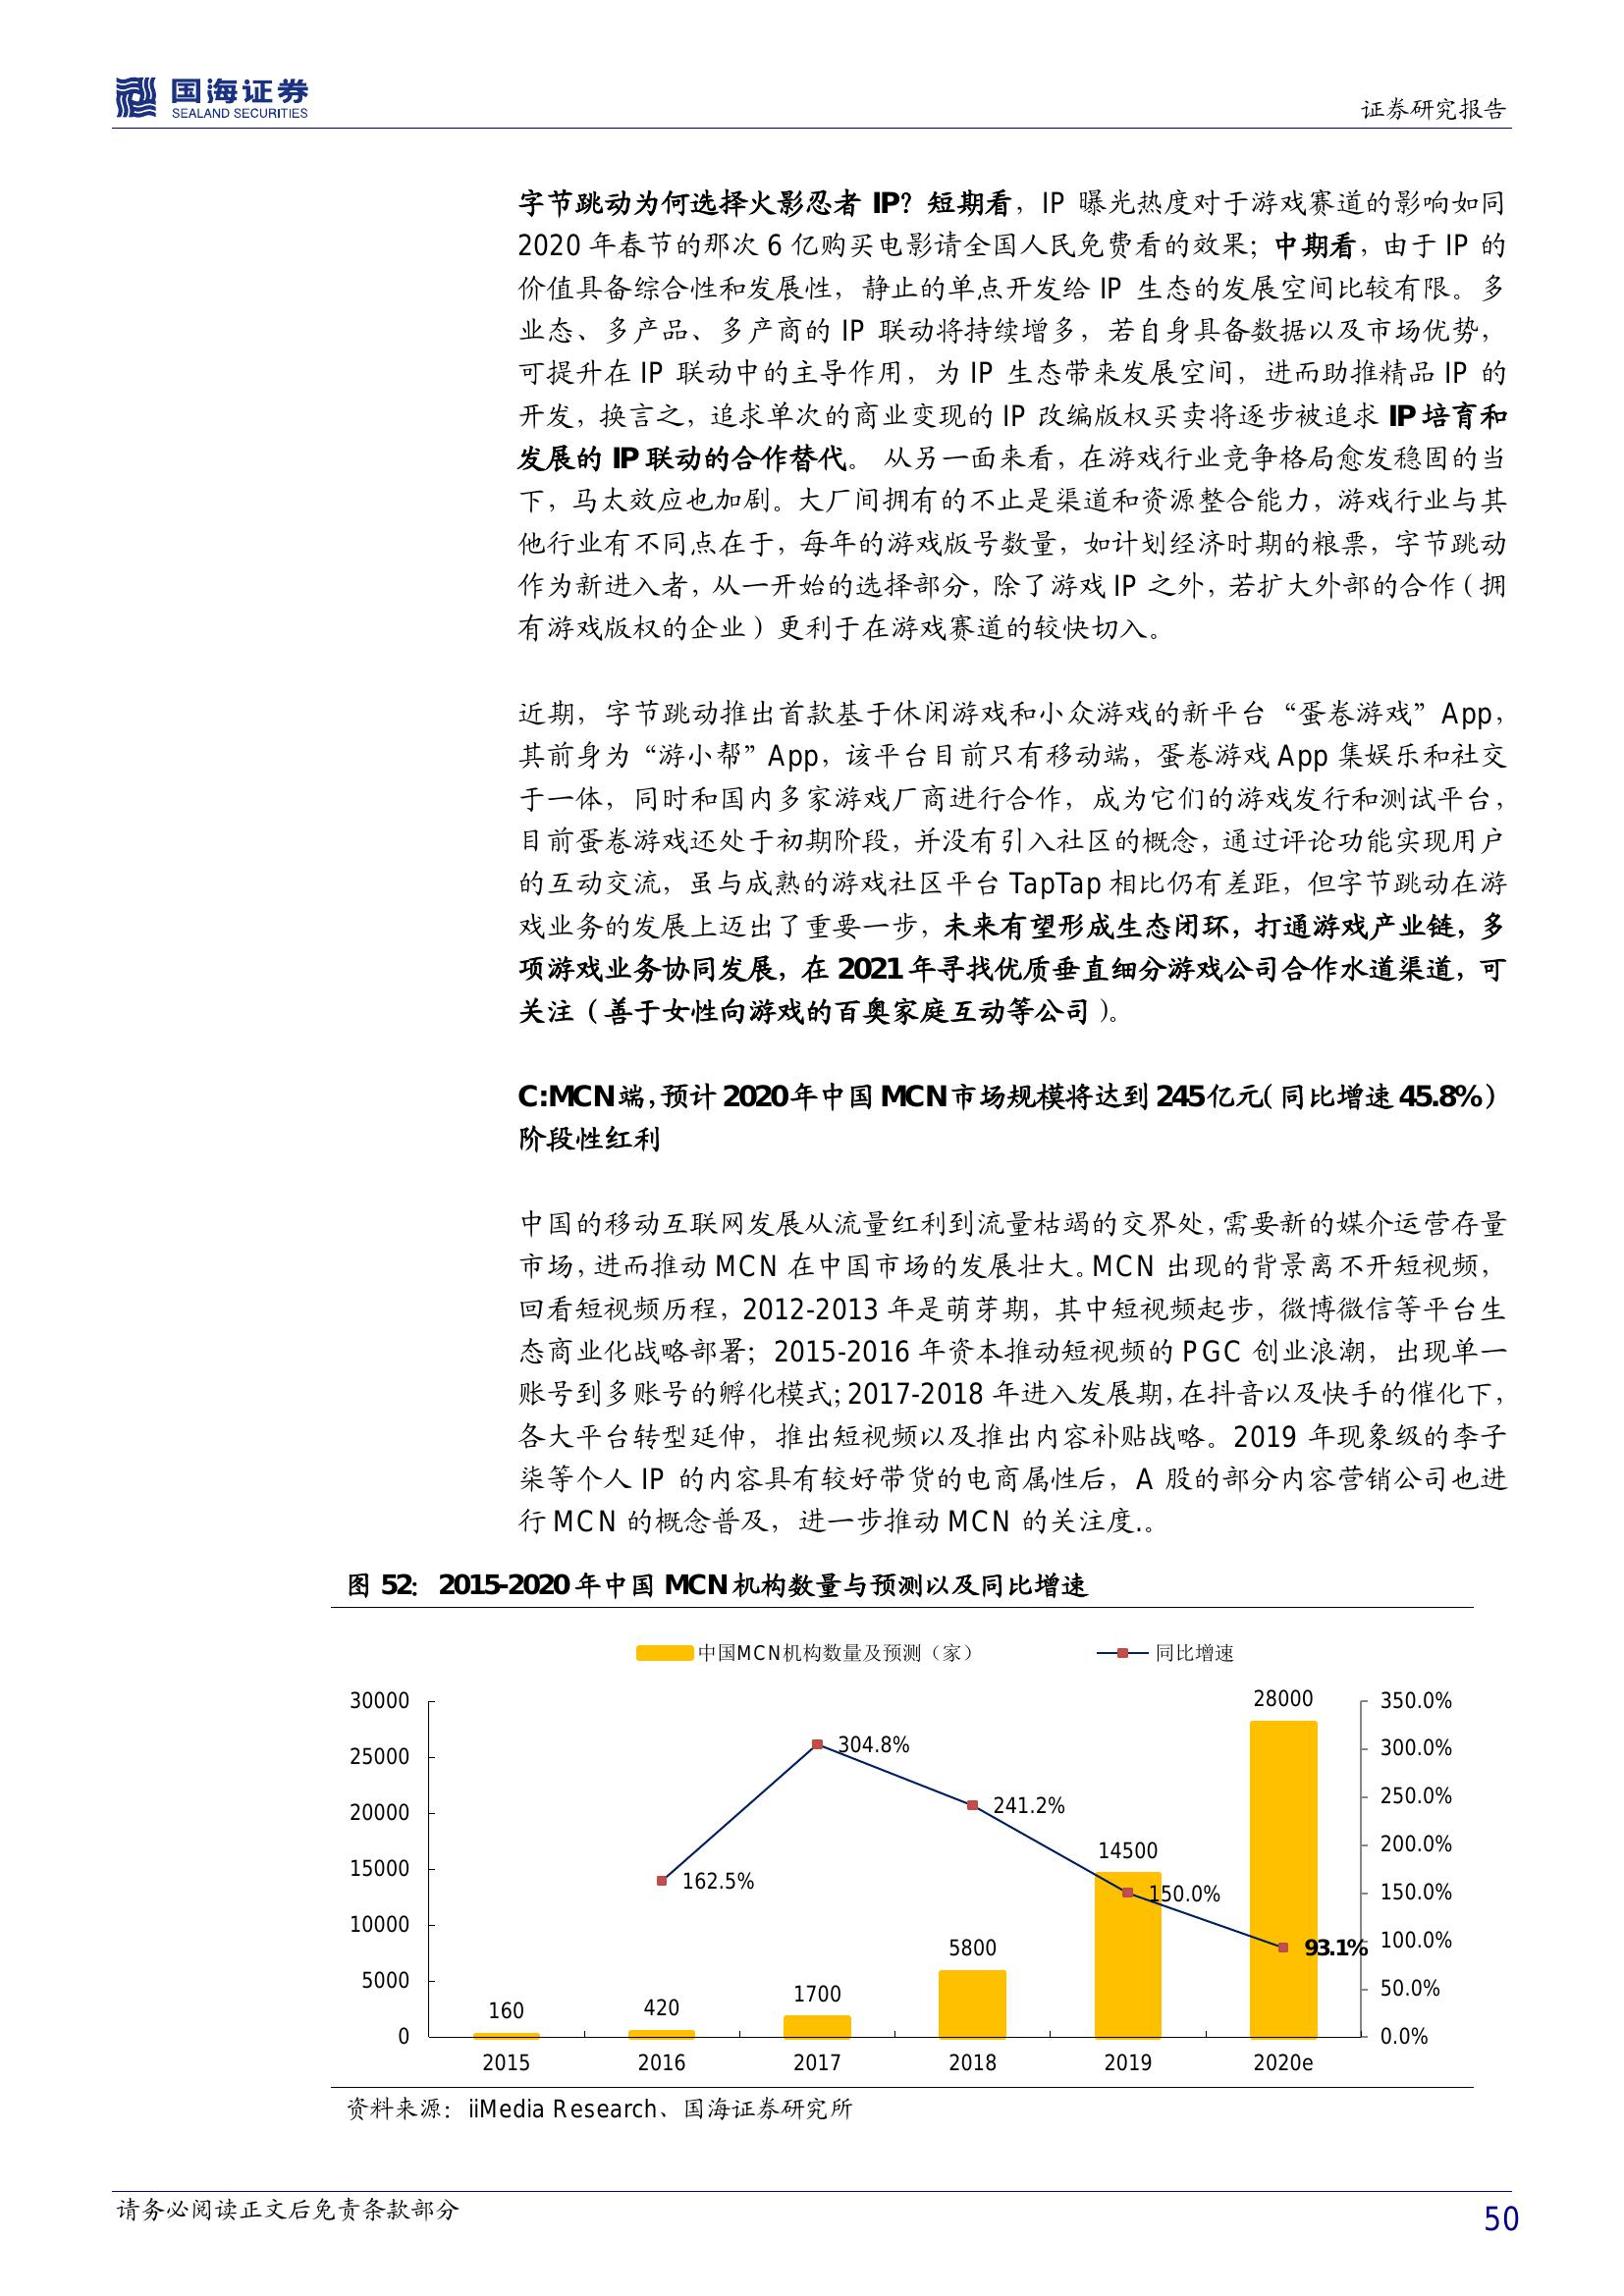 国海证券
SEALAND SECURITIES
证券研究报告
字节跳动为何选择火影忍者 IP？短期看，IP 曝光热度对于游戏赛道的影响如同
2020 年春节的那次 6 亿购买电影请全国人民免费看的效果；中期看，由于 IP 的
价值具备综合性和发展性，静止的单点开发给 IP 生态的发展空间比较有限。多
业态、多产品、多产商的 IP 联动将持续增多，若自身具备数据以及市场优势，
可提升在 IP 联动中的主导作用，为 IP 生态带来发展空间，进而助推精品 IP 的
开发，换言之，追求单次的商业变现的 IP 改编版权买卖将逐步被追求 IP 培育和
发展的 IP 联动的合作替代。 从另一面来看，在游戏行业竞争格局愈发稳固的当
下，马太效应也加剧。大厂间拥有的不止是渠道和资源整合能力，游戏行业与其
他行业有不同点在于，每年的游戏版号数量，如计划经济时期的粮票，字节跳动
作为新进入者，从一开始的选择部分，除了游戏 IP 之外，若扩大外部的合作（拥
有游戏版权的企业）更利于在游戏赛道的较快切入。
近期，字节跳动推出首款基于休闲游戏和小众游戏的新平台“蛋卷游戏”App，
其前身为“游小帮”App，该平台目前只有移动端，蛋卷游戏 App 集娱乐和社交
于一体，同时和国内多家游戏厂商进行合作，成为它们的游戏发行和测试平台，
目前蛋卷游戏还处于初期阶段，并没有引入社区的概念，通过评论功能实现用户
的互动交流，虽与成熟的游戏社区平台 TapTap 相比仍有差距，但字节跳动在游
戏业务的发展上迈出了重要一步，未来有望形成生态闭环，打通游戏产业链，多
项游戏业务协同发展，在 2021 年寻找优质垂直细分游戏公司合作水道渠道，可
关注（善于女性向游戏的百奥家庭互动等公司）。
C:MCN 端，预计 2020 年中国 MCN 市场规模将达到 245 亿元（同比增速 45.8%）
阶段性红利
中国的移动互联网发展从流量红利到流量枯竭的交界处，需要新的媒介运营存量
市场，进而推动 MCN 在中国市场的发展壮大。MCN 出现的背景离不开短视频，
回看短视频历程，2012-2013 年是萌芽期，其中短视频起步，微博微信等平台生
态商业化战略部署；2015-2016 年资本推动短视频的 PGC 创业浪潮，出现单一
账号到多账号的孵化模式；2017-2018 年进入发展期，在抖音以及快手的催化下，
各大平台转型延伸，推出短视频以及推出内容补贴战略。2019 年现象级的李子
柒等个人 IP 的内容具有较好带货的电商属性后，A 股的部分内容营销公司也进
行 MCN 的概念普及，进一步推动 MCN 的关注度.。
图 52：2015-2020 年中国 MCN 机构数量与预测以及同比增速
中国MCN机构数量及预测（家） 同比增速
30000 28000 350.0%
25000 304.8% 300.0%
20000 241.2% 250.0%
15000 162.5% 14500 200.0%
10000 150.0% 150.0%
5000 5800 93.1% 100.0%
160 420 1700 50.0%
0 0.0%
2015 2016 2017 2018 2019 2020e
资料来源：iiMedia Research、国海证券研究所
请务必阅读正文后免责条款部分
50